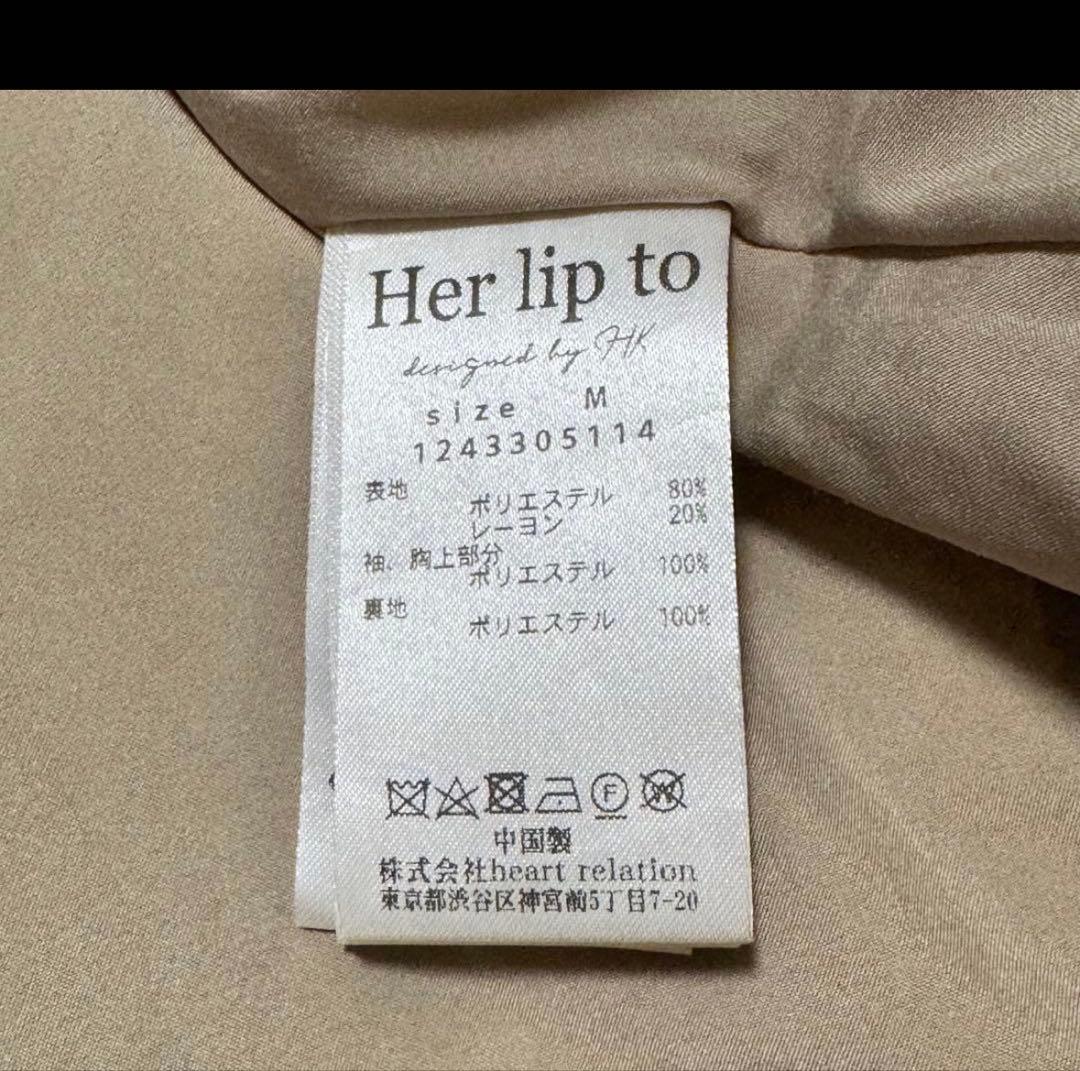 Her lip to
designed by HK
size M
1243305114
表地
ポリエステル 80%
レーヨン 20%
袖、胸上部分
ポリエステル 100%
裏地
ポリエステル 100%
F W
中国製
株式会社heart relation
東京都渋谷区神宮前5丁目7-20